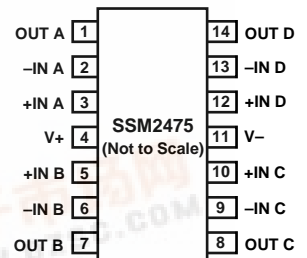 OUT A 1 14 OUT D
–IN A 2 13 –IN D
+IN A 3 12 +IN D
V+ 4 SSM2475 11 V–
(Not to Scale)
+IN B 5 10 +IN C
–IN B 6 9 –IN C
OUT B 7 8 OUT C